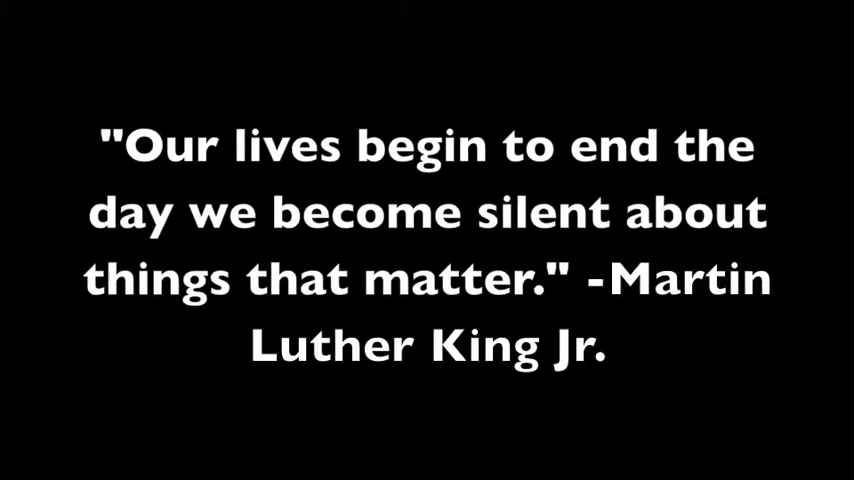 "Our lives begin to end the
day we become silent about
things that matter." -Martin
Luther King Jr.